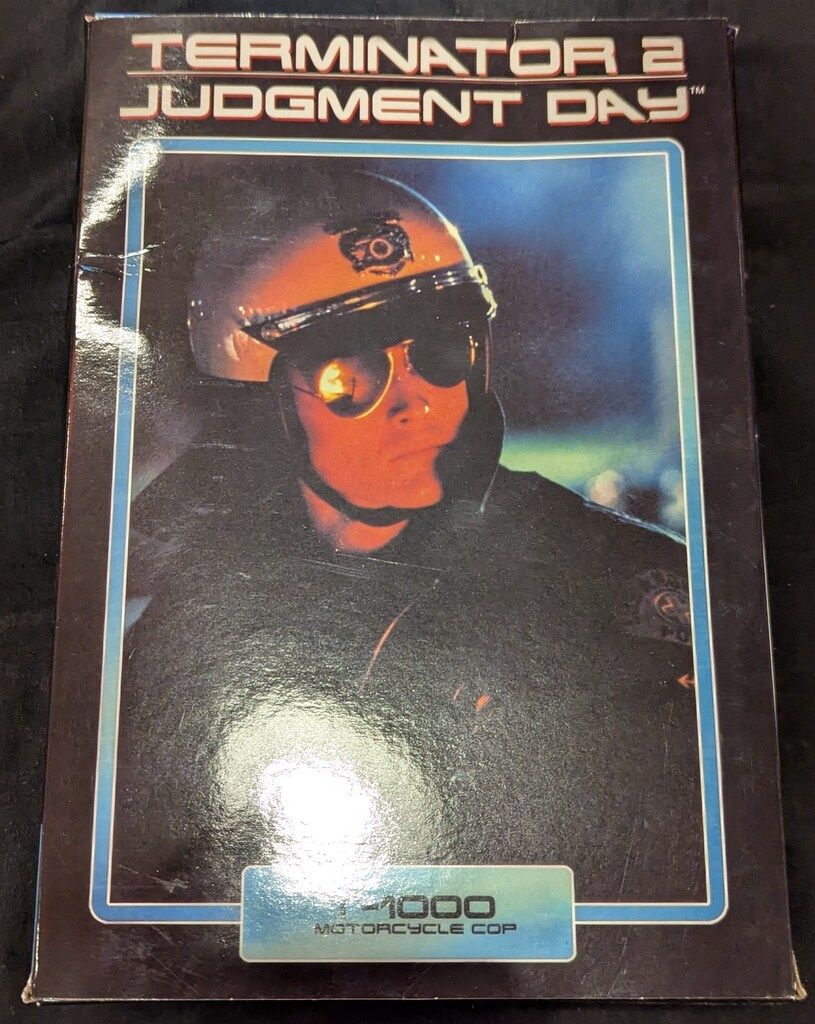 TERMINATOR 2
JUDGMENT DAY™
T-1000
MOTORCYCLE COP